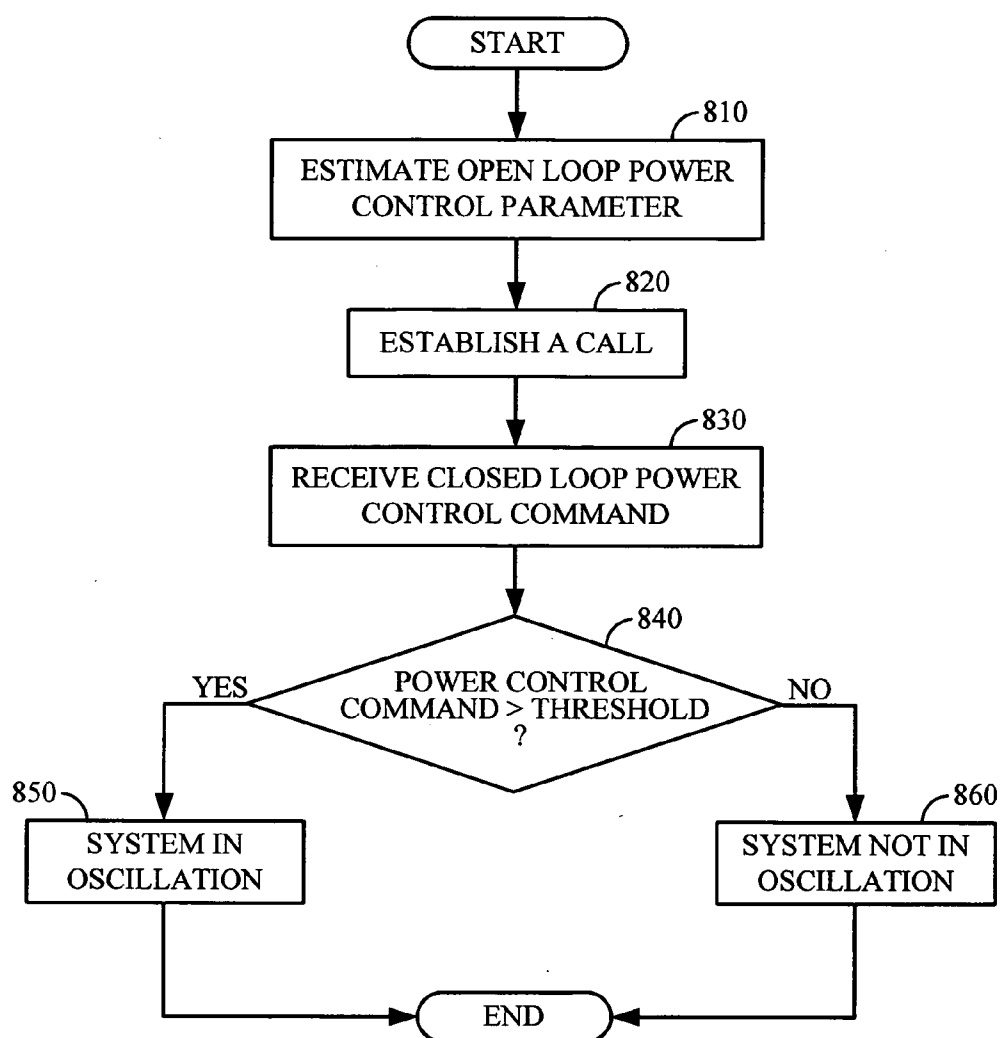 START
810
ESTIMATE OPEN LOOP POWER
CONTROL PARAMETER
820
ESTABLISH A CALL
830
RECEIVE CLOSED LOOP POWER
CONTROL COMMAND
840
POWER CONTROL
COMMAND > THRESHOLD
?
YES
NO
850
SYSTEM IN
OSCILLATION
860
SYSTEM NOT IN
OSCILLATION
END